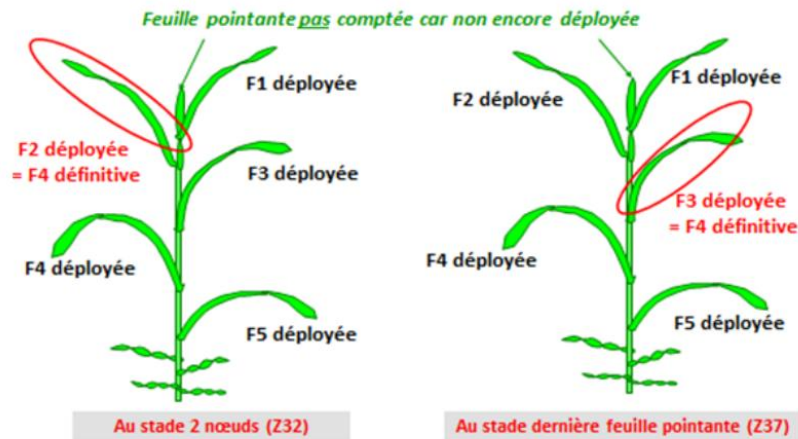 Feuille pointante pas comptée car non encore déployée
F1 déployée
F2 déployée
= F4 définitive
F3 déployée
F4 déployée
F5 déployée
Au stade 2 nœuds (Z32)
F1 déployée
F2 déployée
F3 déployée
= F4 définitive
F4 déployée
F5 déployée
Au stade dernière feuille pointante (Z37)